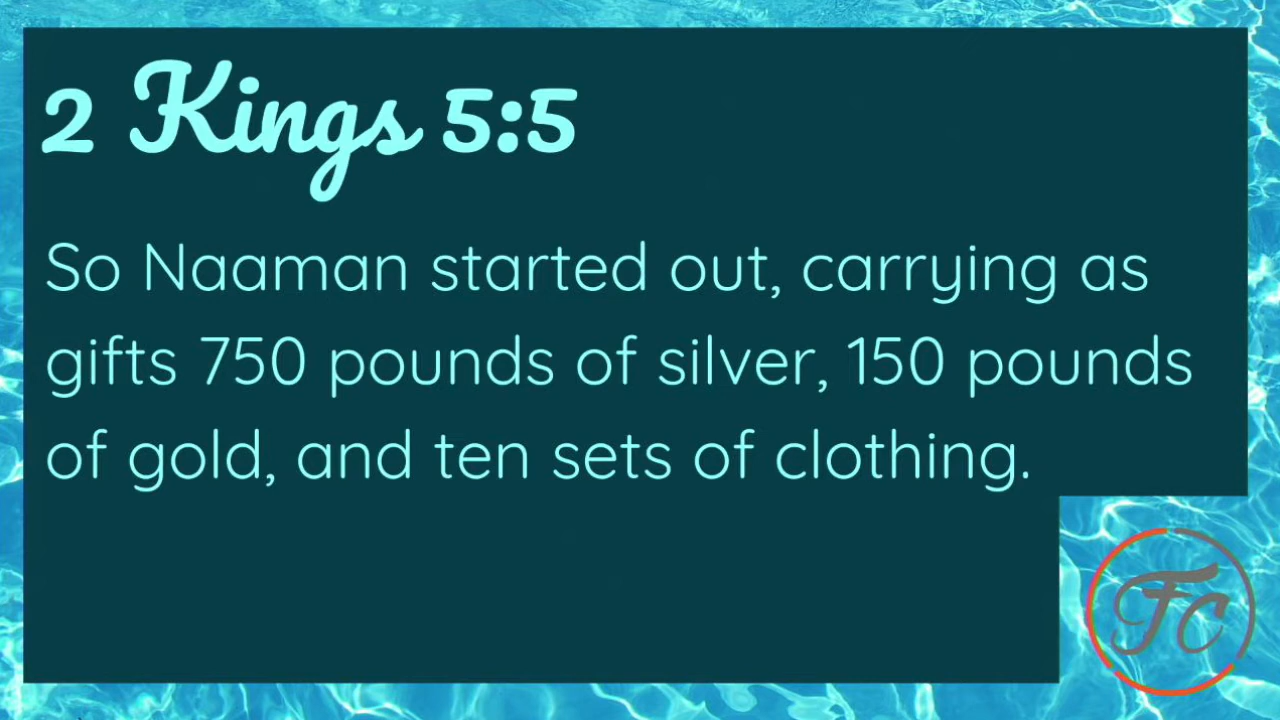 2 Kings 5:5
So Naaman started out, carrying as
gifts 750 pounds of silver, 150 pounds
of gold, and ten sets of clothing.
Fc